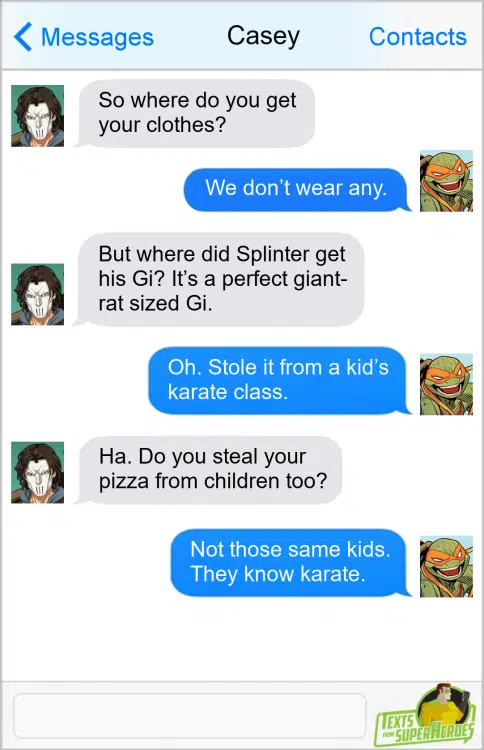 Messages
Casey
Contacts
So where do you get
your clothes?
We don’t wear any.
But where did Splinter get
his Gi? It’s a perfect giant-
rat sized Gi.
Oh. Stole it from a kid’s
karate class.
Ha. Do you steal your
pizza from children too?
Not those same kids.
They know karate.
TEXTS
FROM SUPERHEROES